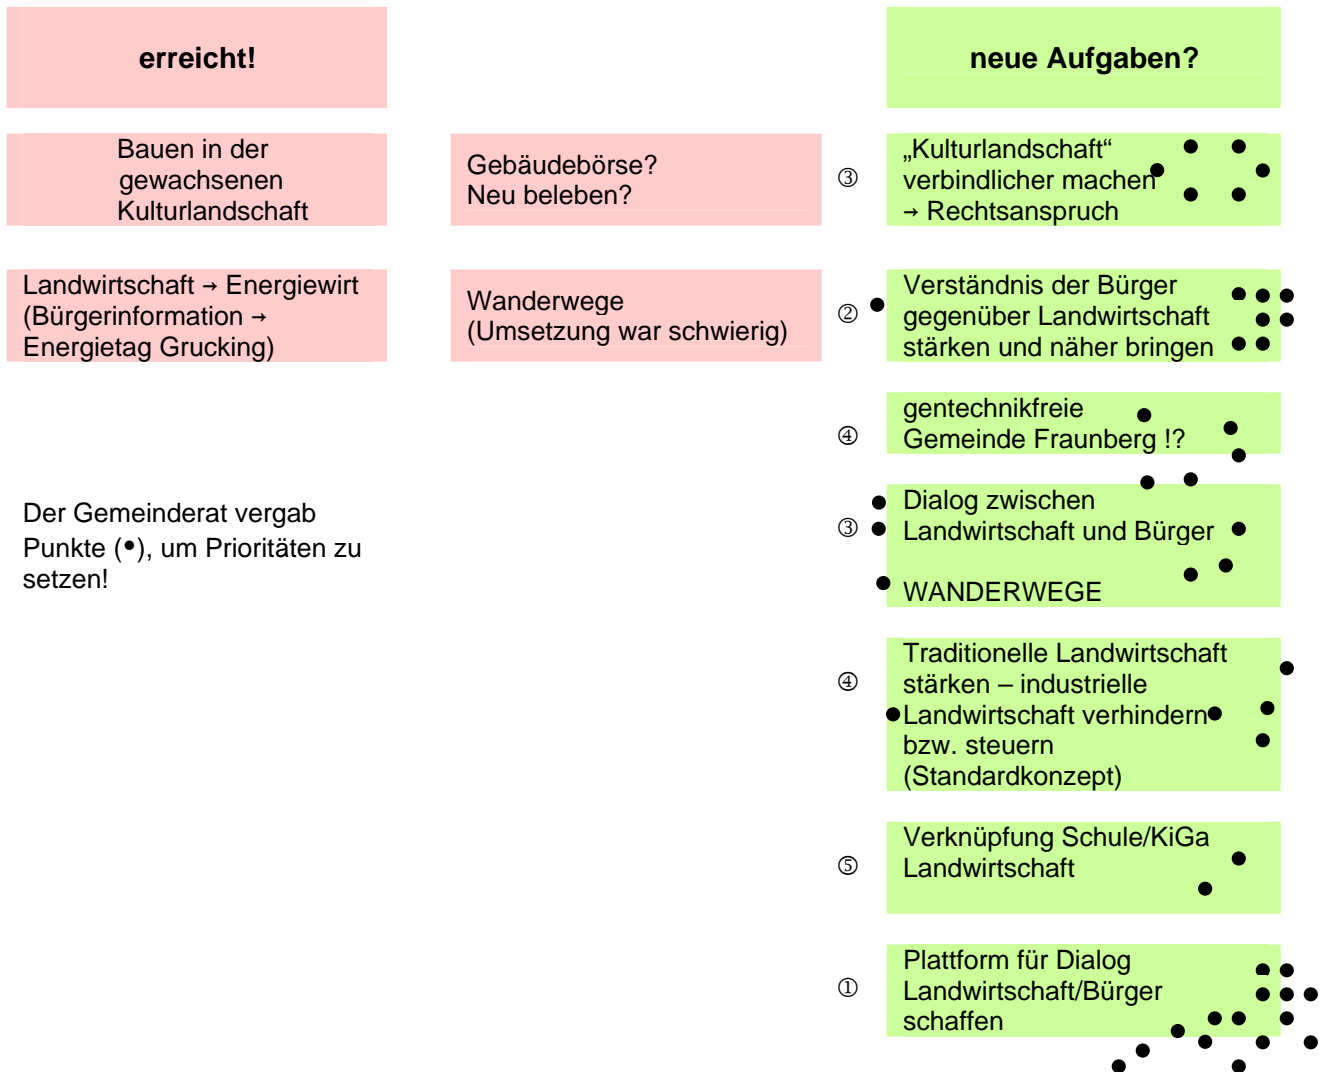 erreicht!
neue Aufgaben?
Bauen in der
gewachsenen
Kulturlandschaft
Gebäudebörse?
Neu beleben?
③
„Kulturlandschaft“
verbindlicher machen
→ Rechtsanspruch
Landwirtschaft → Energiewirt
(Bürgerinformation →
Energietag Grucking)
Wanderwege
(Umsetzung war schwierig)
②
Verständnis der Bürger
gegenüber Landwirtschaft
stärken und näher bringen
④
gentechnikfreie
Gemeinde Fraunberg !?
Der Gemeinderat vergab
Punkte (•), um Prioritäten zu
setzen!
③
Dialog zwischen
Landwirtschaft und Bürger
WANDERWEGE
④
Traditionelle Landwirtschaft
stärken – industrielle
Landwirtschaft verhindern
bzw. steuern
(Standardkonzept)
⑤
Verknüpfung Schule/KiGa
Landwirtschaft
①
Plattform für Dialog
Landwirtschaft/Bürger
schaffen